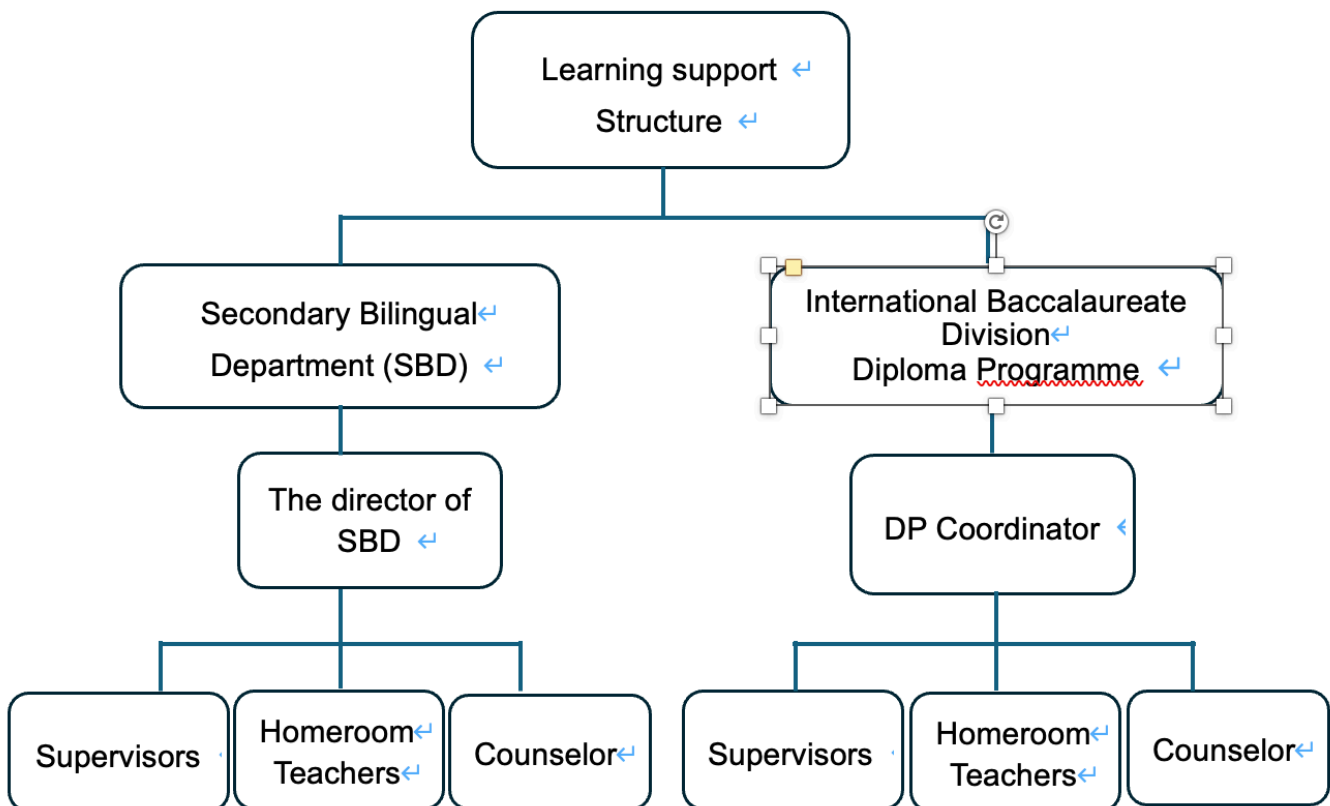 Learning support
Structure
Secondary Bilingual
Department (SBD)
International Baccalaureate
Division
Diploma Programme
The director of
SBD
DP Coordinator
Supervisors
Homeroom
Teachers
Counselor
Supervisors
Homeroom
Teachers
Counselor